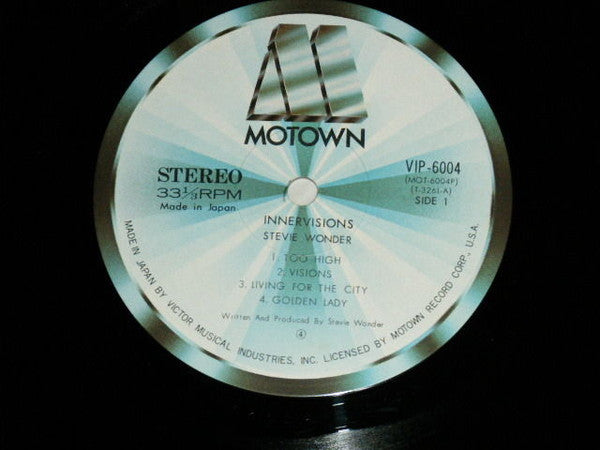 MOTOWN
STEREO
33⅓RPM
Made in Japan
VIP-6004
(MOT-6004P)
(T-3261-A)
SIDE 1
INNERVISIONS
STEVIE WONDER
1. TOO HIGH
2. VISIONS
3. LIVING FOR THE CITY
4. GOLDEN LADY
Written And Produced By Stevie Wonder
④
MADE IN JAPAN BY VICTOR MUSICAL INDUSTRIES, INC. LICENSED BY MOTOWN RECORD CORP., U.S.A.